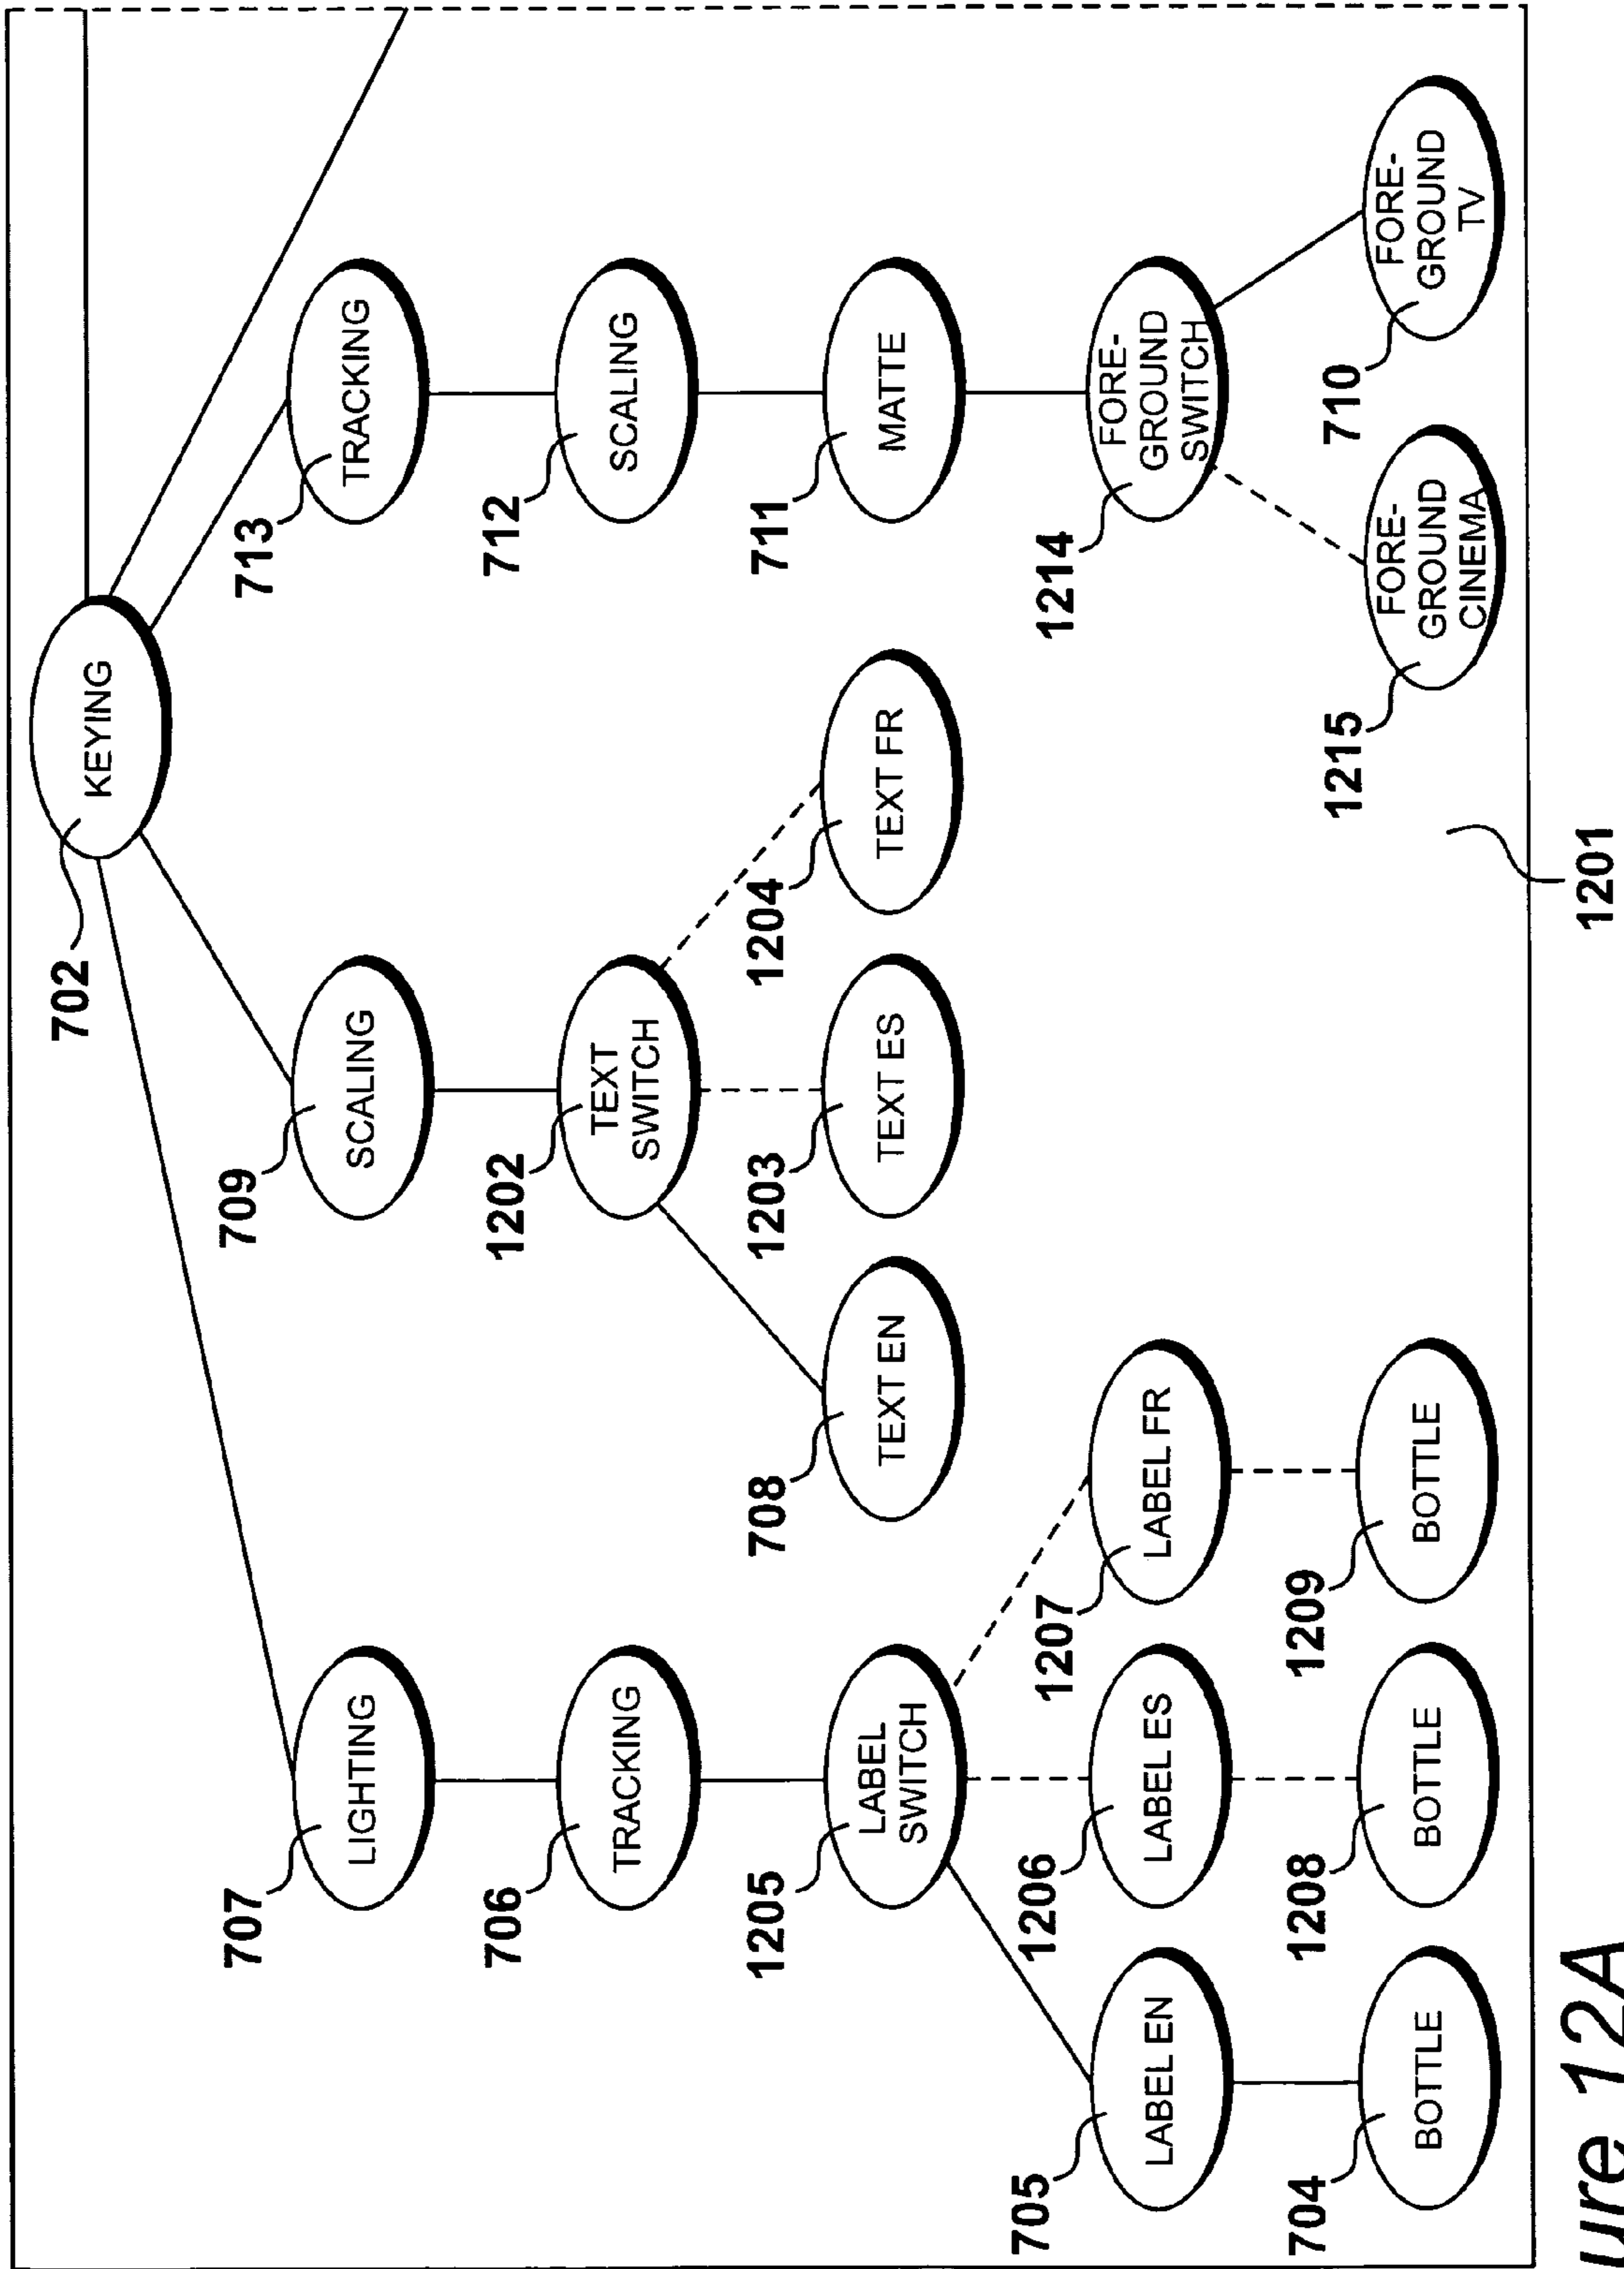 KEYING
702
LIGHTING
707
SCALING
709
TRACKING
713
TRACKING
706
TEXT
SWITCH
1202
SCALING
712
LABEL
SWITCH
1205
TEXT EN
708
TEXT ES
1203
TEXT FR
1204
MATTE
711
LABEL EN
705
LABEL ES
1206
LABEL FR
1207
FORE-
GROUND
SWITCH
1214
BOTTLE
704
BOTTLE
1208
BOTTLE
1209
FORE-
GROUND
CINEMA
1215
FORE-
GROUND
TV
710
1201
ure 12A